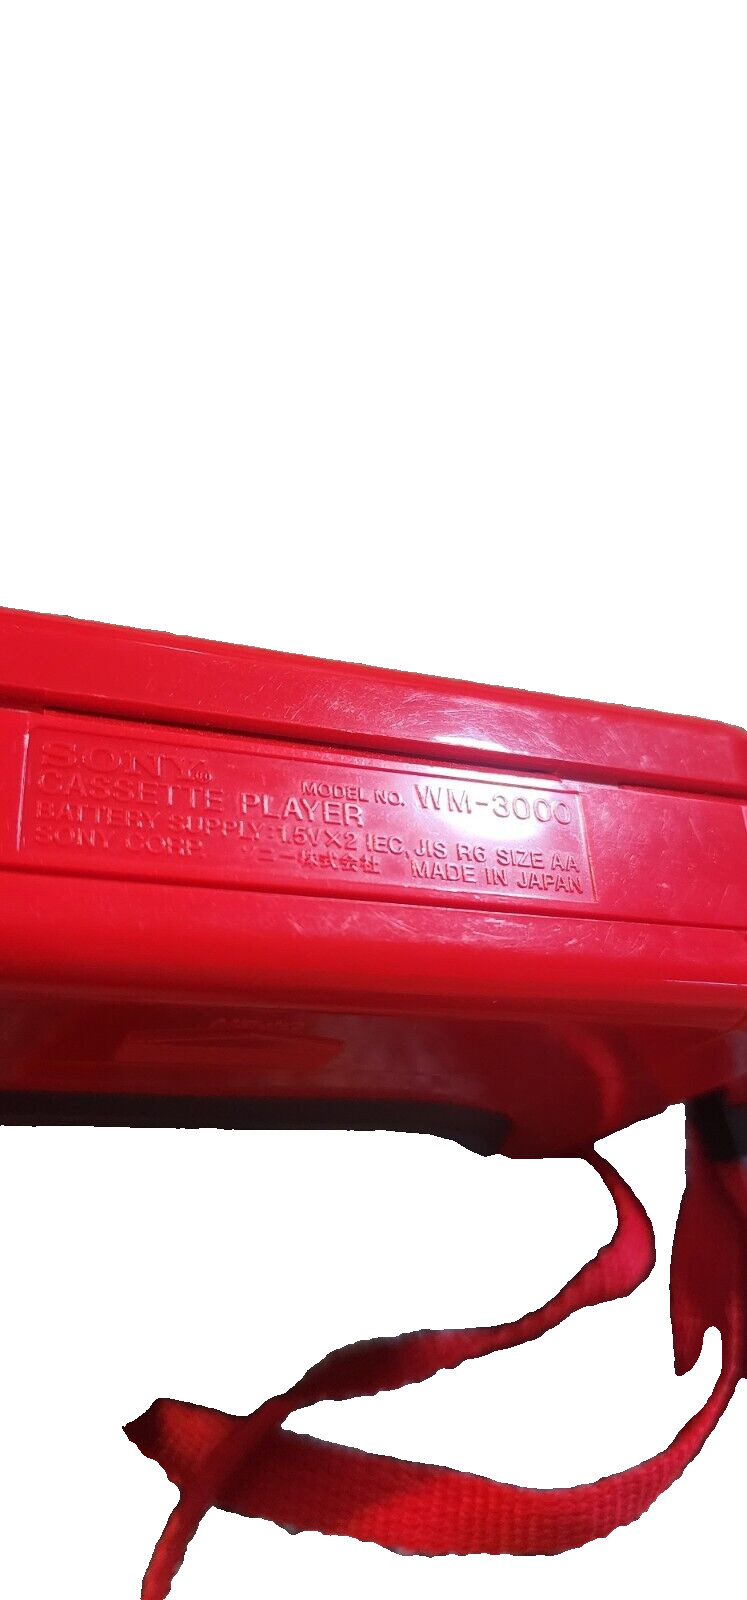 SONY®
CASSETTE PLAYER MODEL NO. WM-3000
BATTERY SUPPLY: 1.5V×2 IEC, JIS R6 SIZE AA
SONY CORP. ソニー株式会社 MADE IN JAPAN